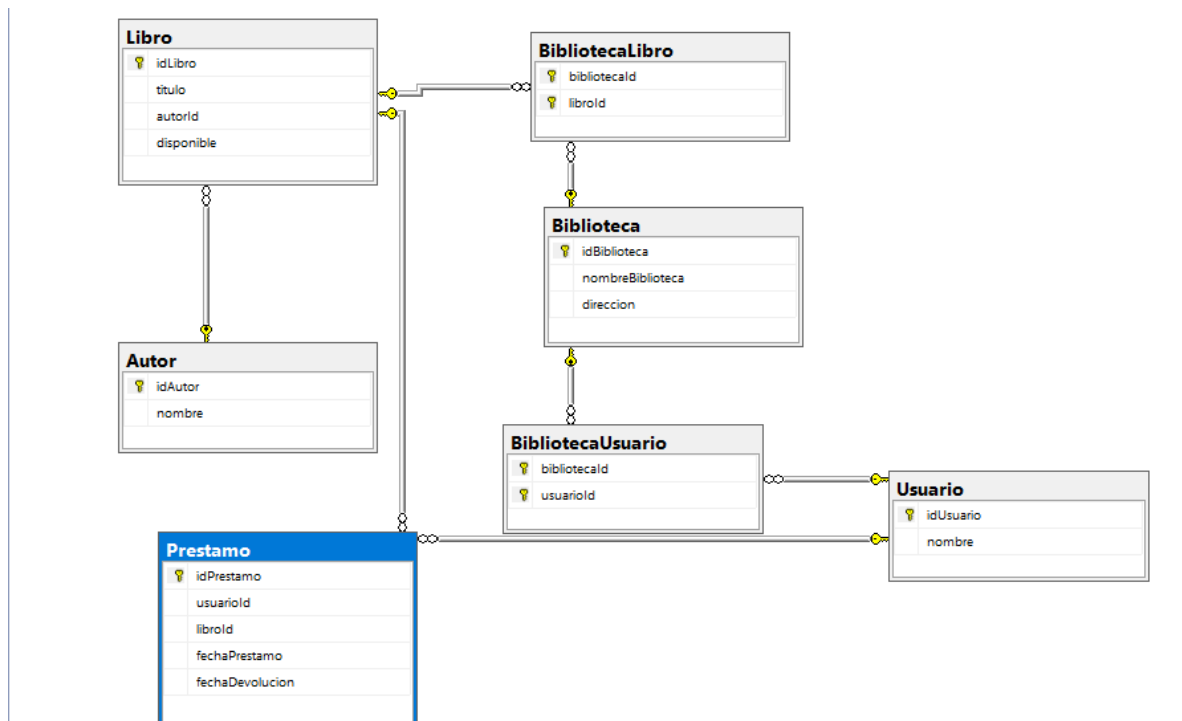 Libro
idLibro
titulo
autorId
disponible
BibliotecaLibro
bibliotecaId
libroId
Biblioteca
idBiblioteca
nombreBiblioteca
direccion
Autor
idAutor
nombre
BibliotecaUsuario
bibliotecaId
usuarioId
Usuario
idUsuario
nombre
Prestamo
idPrestamo
usuarioId
libroId
fechaPrestamo
fechaDevolucion